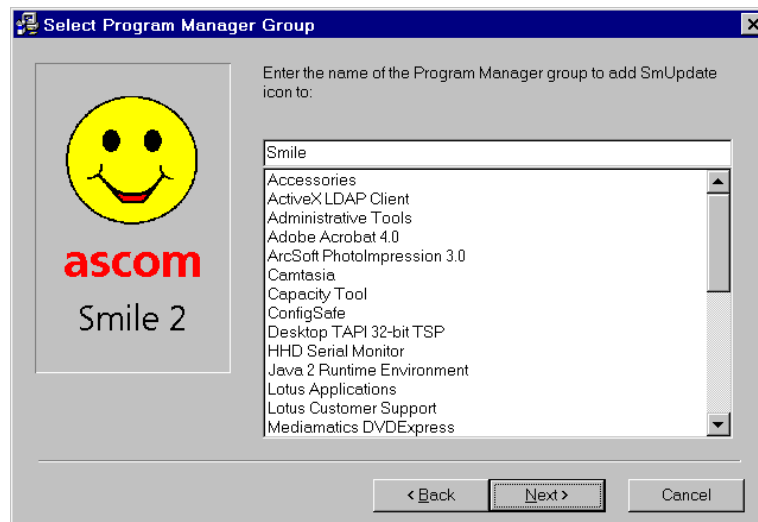 Select Program Manager Group
Enter the name of the Program Manager group to add SmUpdate
icon to:
Smile
Accessories
ActiveX LDAP Client
Administrative Tools
Adobe Acrobat 4.0
ArcSoft PhotoImpression 3.0
Camtasia
Capacity Tool
ConfigSafe
Desktop TAPI 32-bit TSP
HHD Serial Monitor
Java 2 Runtime Environment
Lotus Applications
Lotus Customer Support
Mediamatics DVDExpress
ascom
Smile 2
< Back
Next >
Cancel